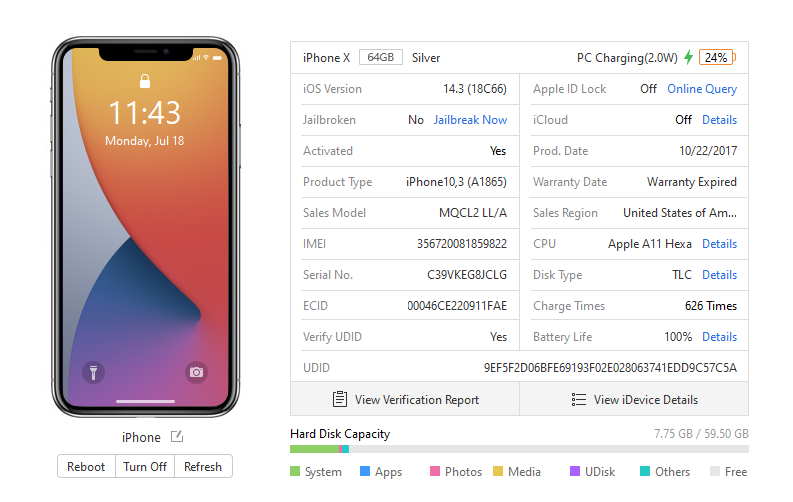 11:43
Monday, Jul 18
iPhone
Reboot Turn Off Refresh
iPhone X 64GB Silver PC Charging(2.0W) 24%
iOS Version 14.3 (18C66) Apple ID Lock Off Online Query
Jailbroken No Jailbreak Now iCloud Off Details
Activated Yes Prod. Date 10/22/2017
Product Type iPhone10,3 (A1865) Warranty Date Warranty Expired
Sales Model MQCL2 LL/A Sales Region United States of Am...
IMEI 356720081859822 CPU Apple A11 Hexa Details
Serial No. C39VKEG8JCLG Disk Type TLC Details
ECID 00046CE220911FAE Charge Times 626 Times
Verify UDID Yes Battery Life 100% Details
UDID 9EF5F2D06BFE69193F02E028063741EDD9C57C5A
View Verification Report View iDevice Details
Hard Disk Capacity 7.75 GB / 59.50 GB
System Apps Photos Media UDisk Others Free